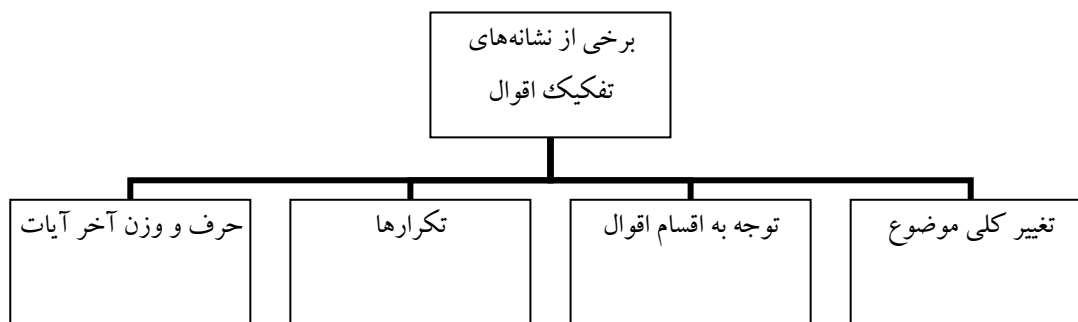 برخی از نشانه‌های
تفکیک اقوال
تغییر کلی موضوع
توجه به اقسام اقوال
تکرارها
حرف و وزن آخر آیات